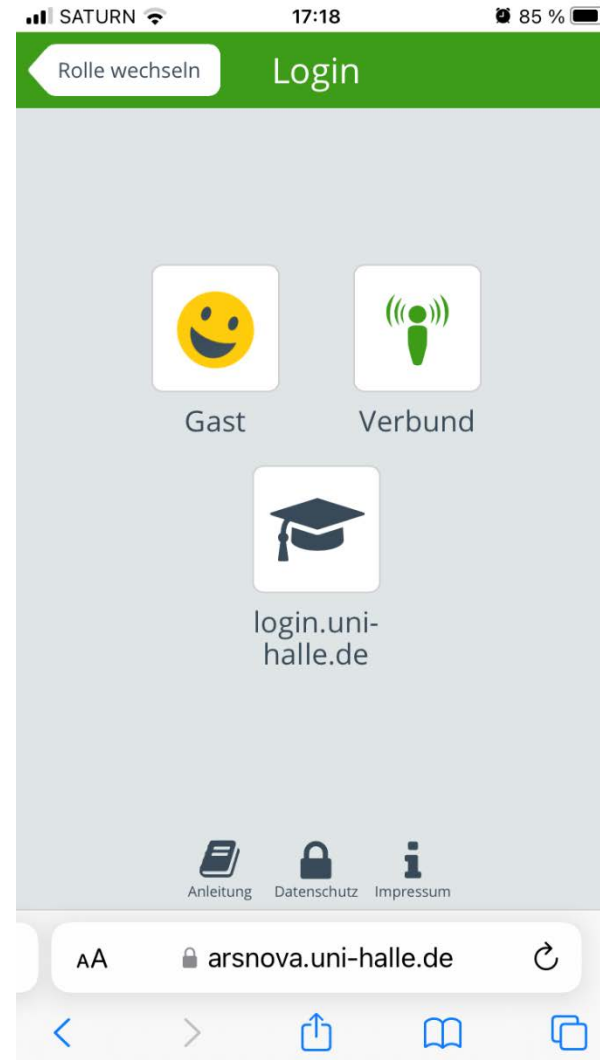 SATURN 17:18 85 %
Rolle wechseln Login
Gast Verbund
login.uni-
halle.de
Anleitung Datenschutz Impressum
AA arsnova.uni-halle.de